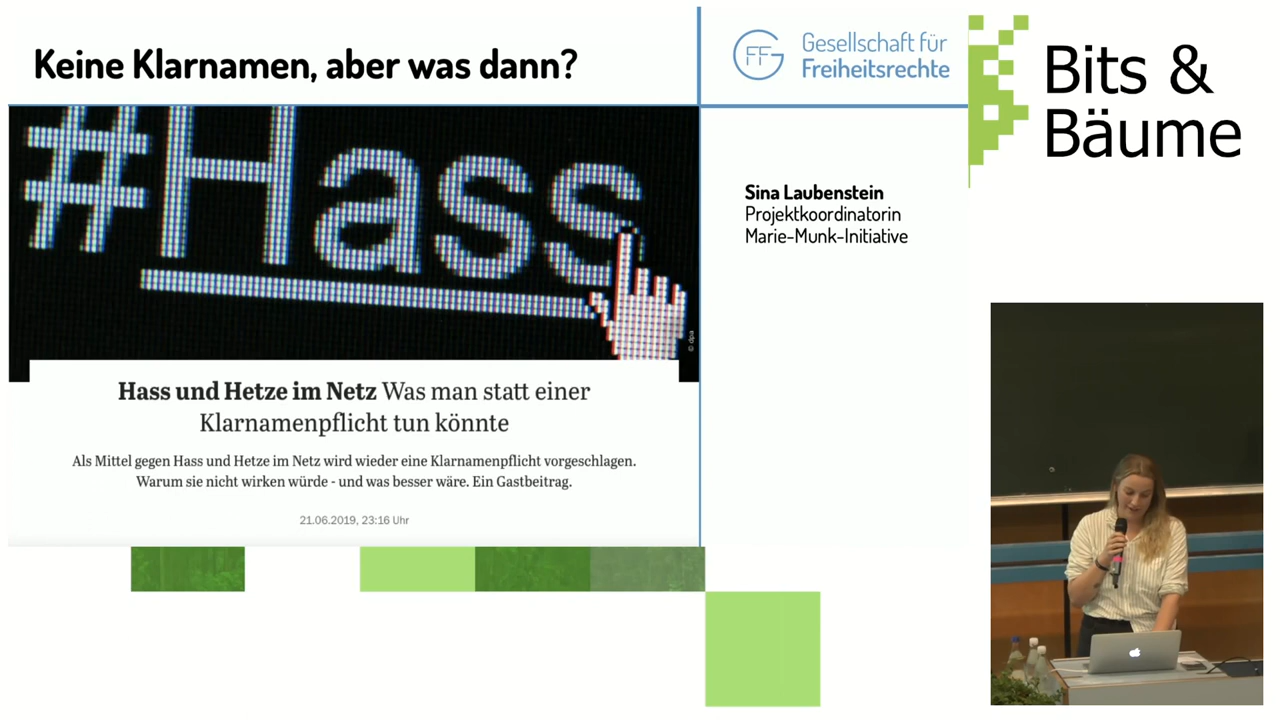 Keine Klarnamen, aber was dann?
GFF
Gesellschaft für
Freiheitsrechte
Bits &
Bäume
#Hass
© dpa
Sina Laubenstein
Projektkoordinatorin
Marie-Munk-Initiative
Hass und Hetze im Netz Was man statt einer
Klarnamenpflicht tun könnte
Als Mittel gegen Hass und Hetze im Netz wird wieder eine Klarnamenpflicht vorgeschlagen.
Warum sie nicht wirken würde - und was besser wäre. Ein Gastbeitrag.
21.06.2019, 23:16 Uhr